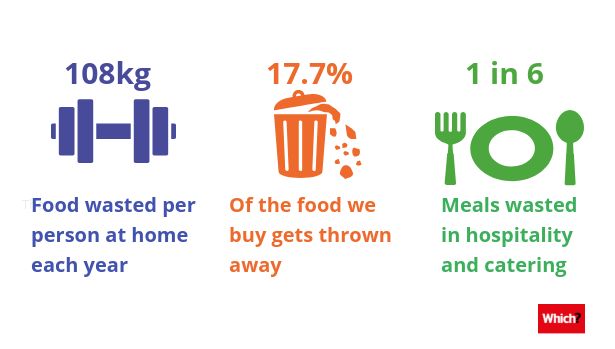 108kg
17.7%
1 in 6
Food wasted per
person at home
each year
Of the food we
buy gets thrown
away
Meals wasted
in hospitality
and catering
Which?